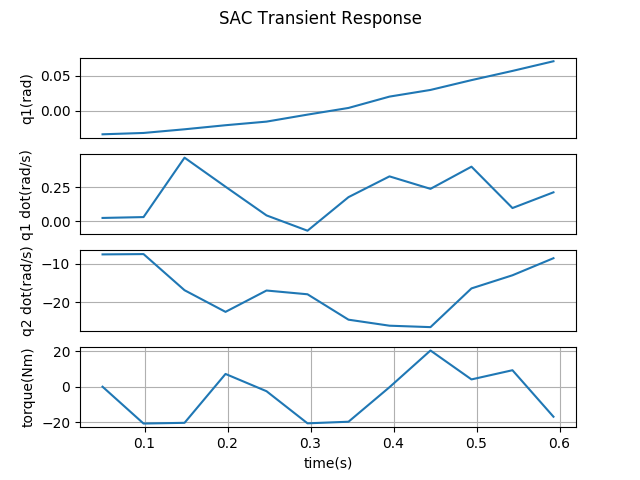 SAC Transient Response
q1(rad)
0.05
0.00
q1 dot(rad/s)
0.25
0.00
q2 dot(rad/s)
−10
−20
torque(Nm)
20
0
−20
0.1 0.2 0.3 0.4 0.5 0.6
time(s)